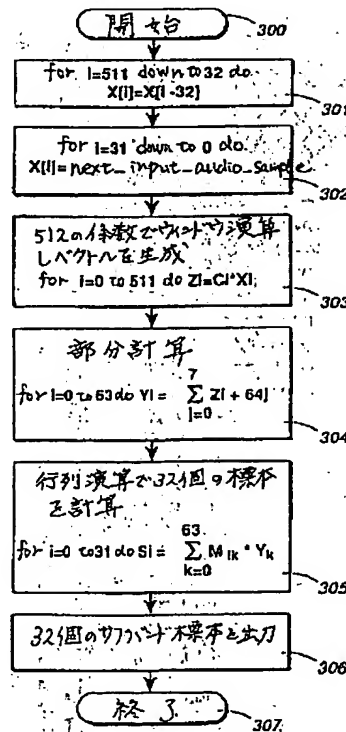 開始
300
for i=511 down to 32 do
X[i]=X[i-32]
301
for i=31 down to 0 do
X[i]=next_input_audio_sample
302
512の係数でウィンドウ演算
しベクトルを生成
for i=0 to 511 do Zi=Ci*Xi,
303
部分計算
7
for i=0 to 63 do Yi= Σ Zi + 64j
j=0
304
行列演算で32個の標本
を計算
63
for i=0 to 31 do Si= Σ Mik * Yk
k=0
305
32個のサブバンド標本を出力
306
終了
307